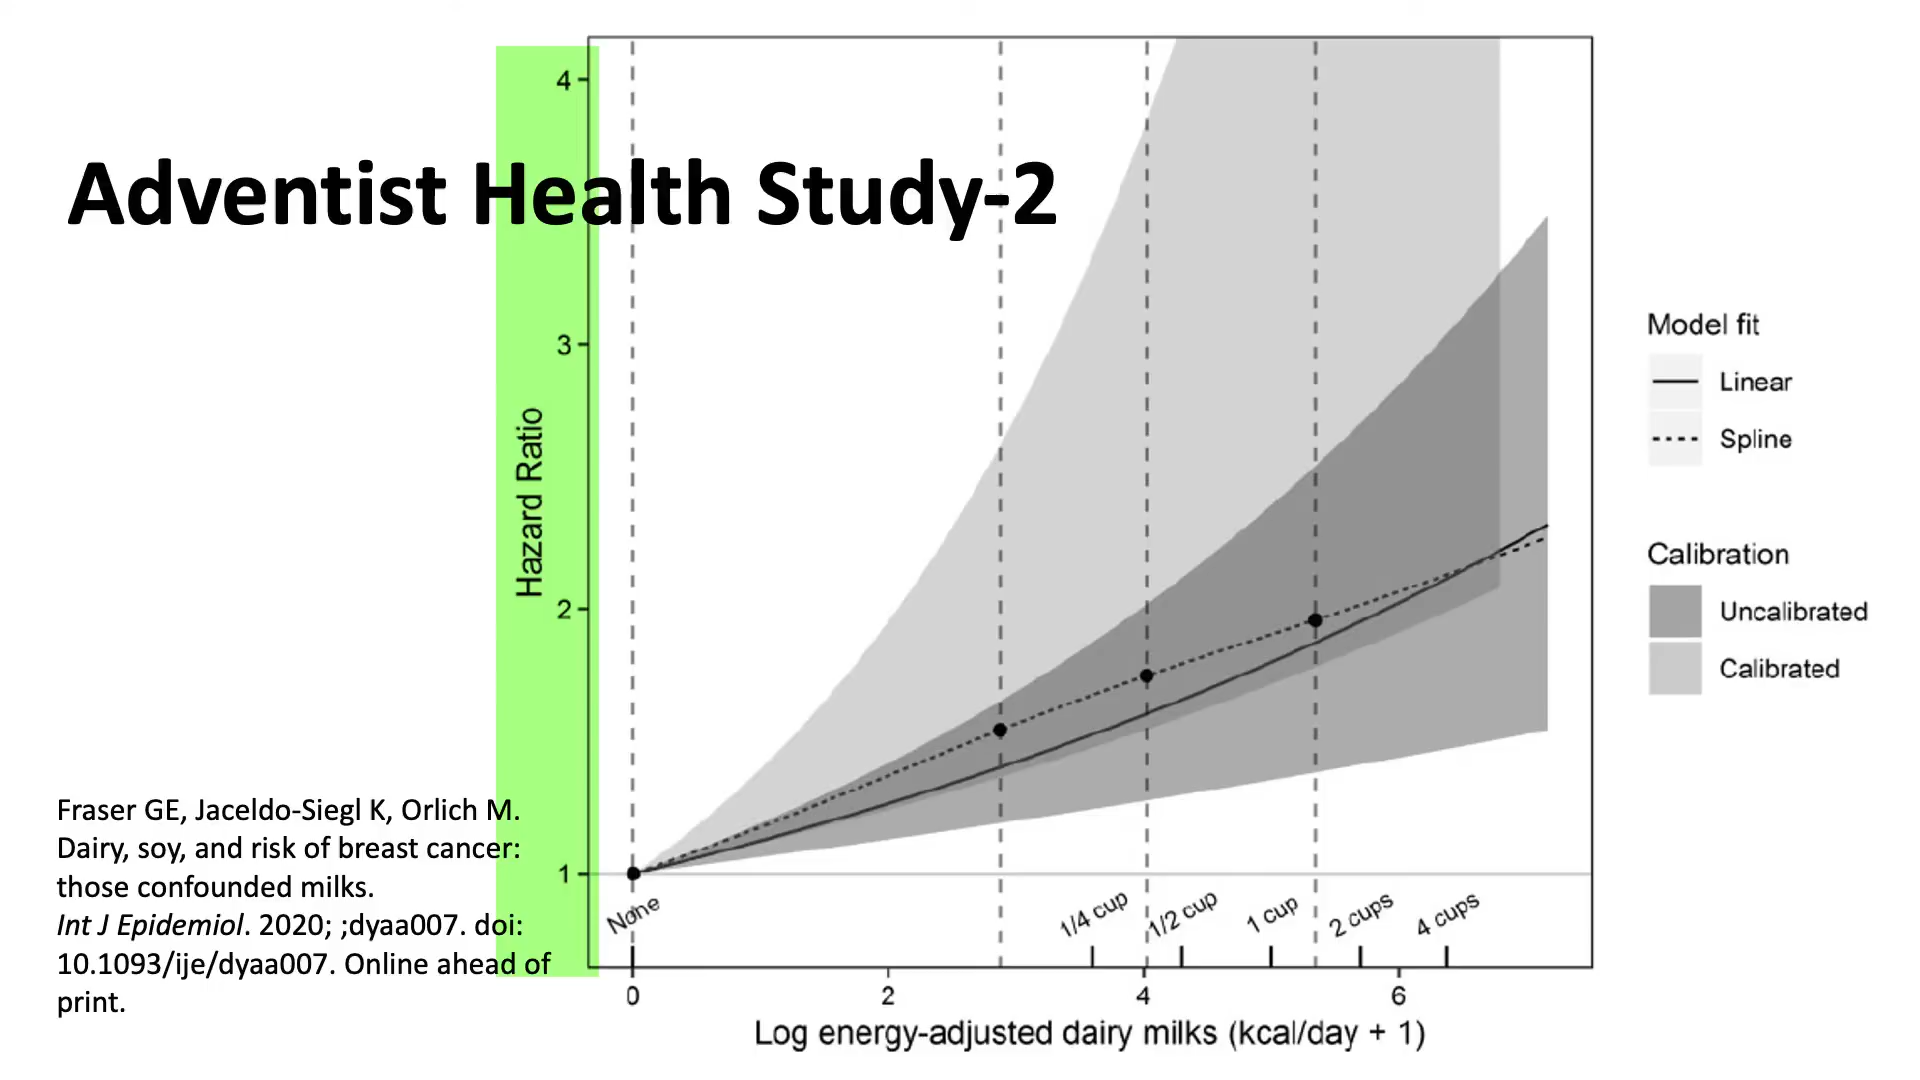 Adventist Health Study-2
4
3
2
1
Hazard Ratio
None
1/4 cup
1/2 cup
1 cup
2 cups
4 cups
0
2
4
6
Log energy-adjusted dairy milks (kcal/day + 1)
Model fit
Linear
Spline
Calibration
Uncalibrated
Calibrated
Fraser GE, Jaceldo-Siegl K, Orlich M.
Dairy, soy, and risk of breast cancer:
those confounded milks.
Int J Epidemiol. 2020; ;dyaa007. doi:
10.1093/ije/dyaa007. Online ahead of
print.